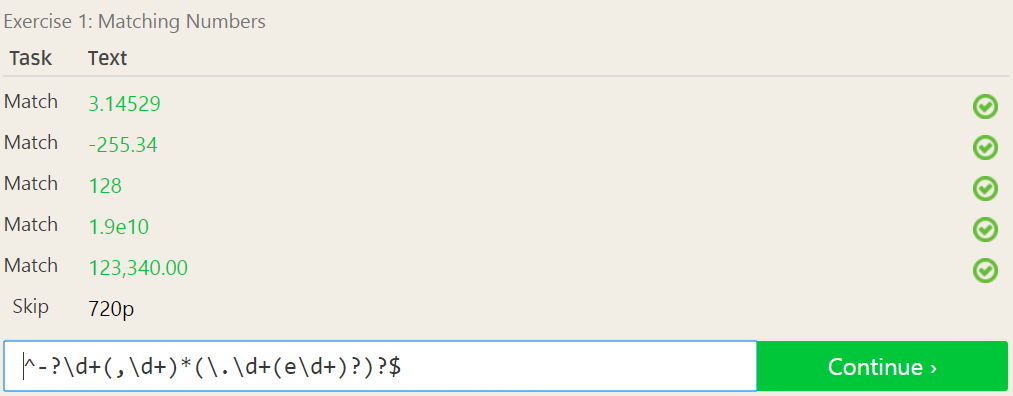 Exercise 1: Matching Numbers
Task Text
Match 3.14529
Match -255.34
Match 128
Match 1.9e10
Match 123,340.00
Skip 720p
^-?\d+(,\d+)*(\.\d+(e\d+)?)?$ Continue ›